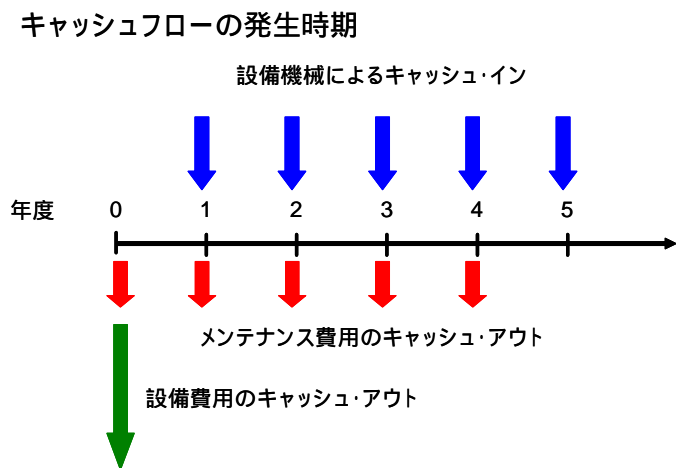 キャッシュフローの発生時期
設備機械によるキャッシュ・イン
年度 0 1 2 3 4 5
メンテナンス費用のキャッシュ・アウト
設備費用のキャッシュ・アウト